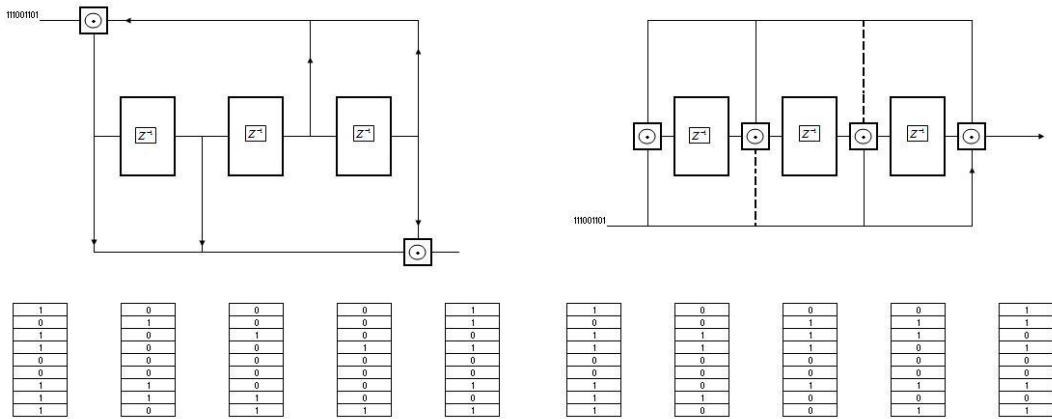 111001101
Z⁻¹ Z⁻¹ Z⁻¹
Z⁻¹ Z⁻¹ Z⁻¹
111001101
1 0 0 0 1 1 0 0 0 1
0 1 0 0 1 0 0 1 1 1
1 0 1 0 0 1 1 1 1 0
1 0 0 1 1 1 1 1 0 1
0 0 0 0 0 0 0 0 0 0
0 0 0 0 0 0 0 0 0 0
1 1 0 0 1 1 0 1 1 1
1 1 1 0 0 1 1 0 1 0
1 0 1 1 1 1 0 0 0 1